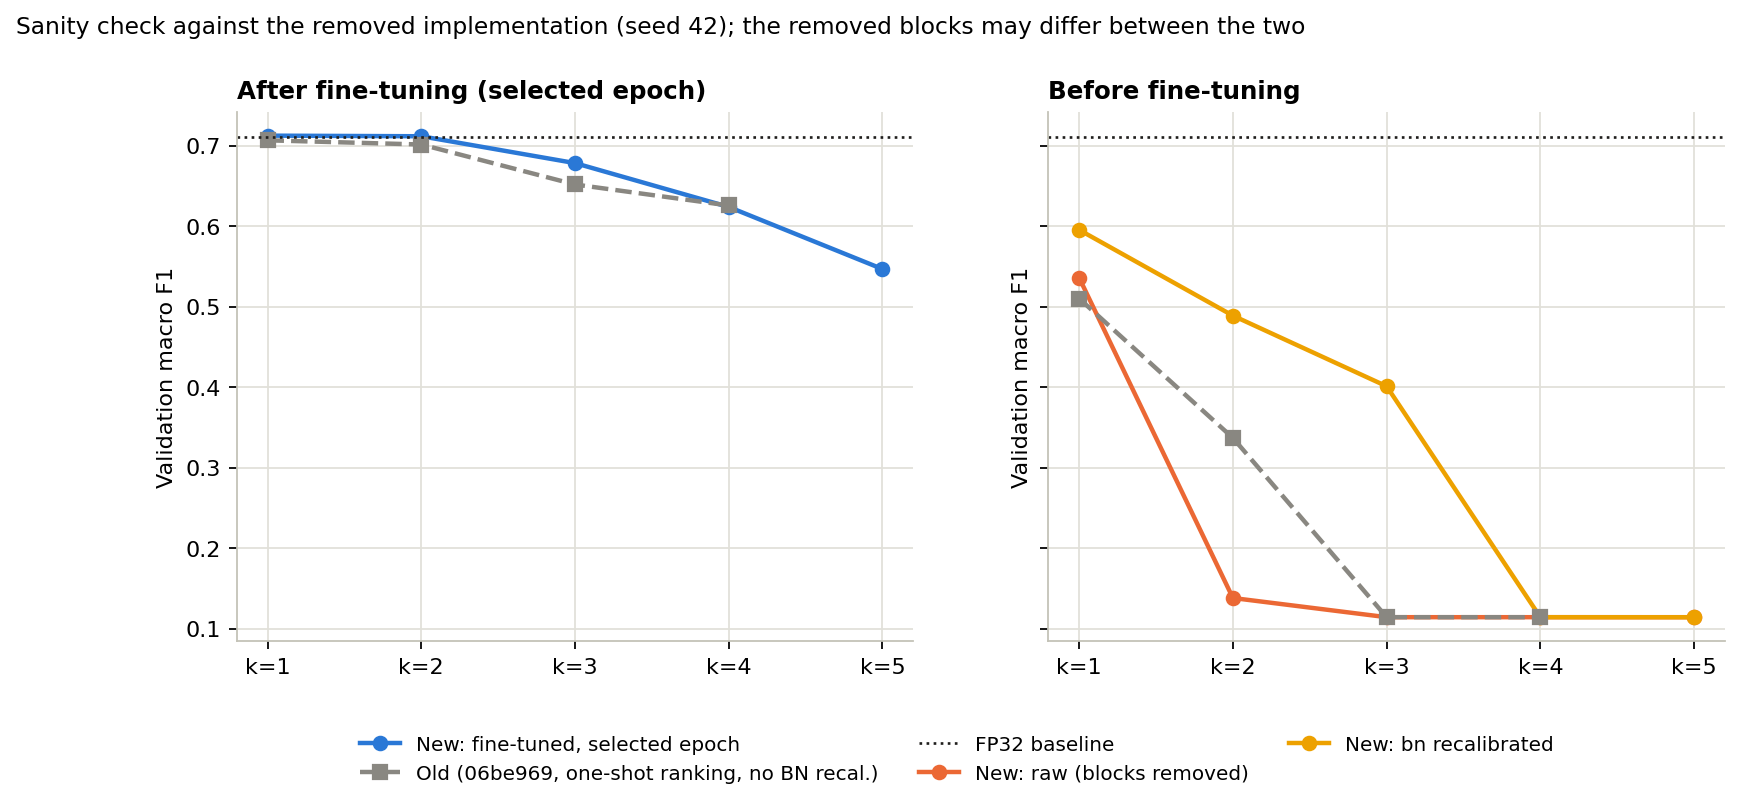 Sanity check against the removed implementation (seed 42); the removed blocks may differ between the two
After fine-tuning (selected epoch)
Validation macro F1
0.7
0.6
0.5
0.4
0.3
0.2
0.1
k=1
k=2
k=3
k=4
k=5
Before fine-tuning
Validation macro F1
k=1
k=2
k=3
k=4
k=5
New: fine-tuned, selected epoch
Old (06be969, one-shot ranking, no BN recal.)
FP32 baseline
New: raw (blocks removed)
New: bn recalibrated